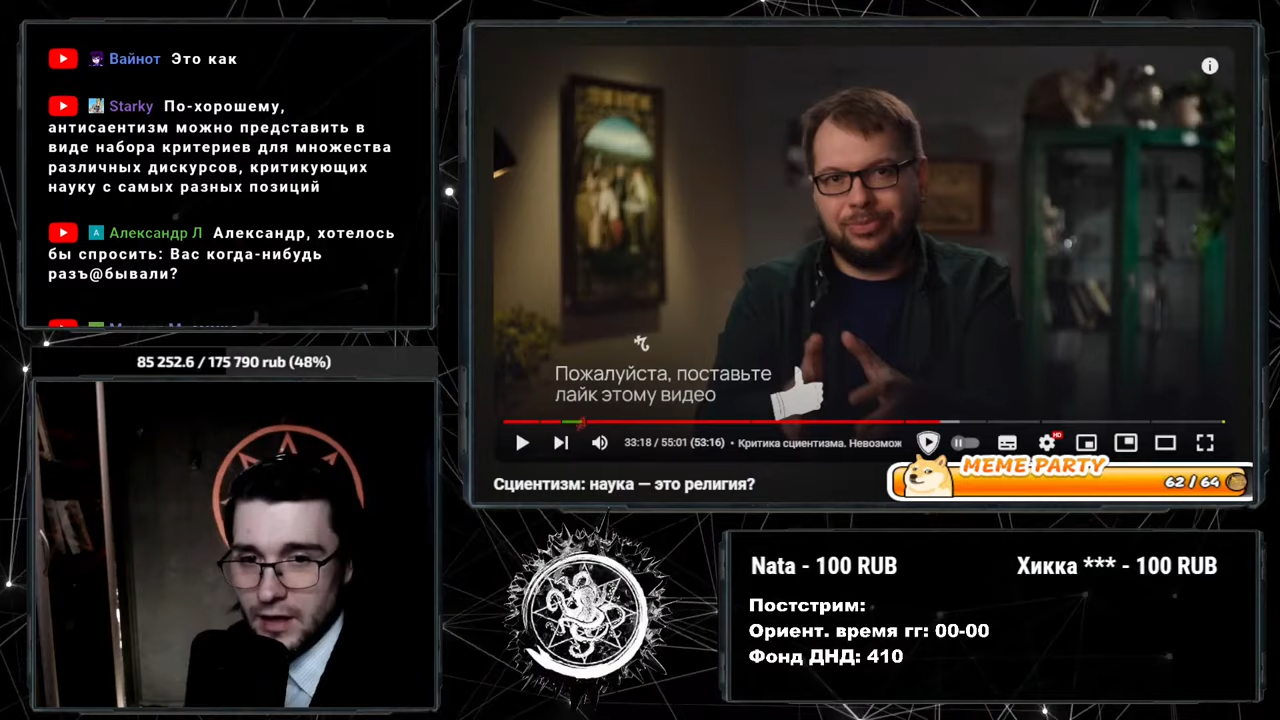 Вайнот Это как
Starky По-хорошему,
антисаентизм можно представить в
виде набора критериев для множества
различных дискурсов, критикующих
науку с самых разных позиций
A Александр Л Александр, хотелось
бы спросить: Вас когда-нибудь
разъ@бывали?
85 252.6 / 175 790 rub (48%)
Пожалуйста, поставьте
лайк этому видео
33:18 / 55:01 (53:16) • Критика сциентизма. Невозмож
HD
Сциентизм: наука — это религия?
MEME PARTY
62 / 64
Nata - 100 RUB
Хикка *** - 100 RUB
Постстрим:
Ориент. время гг: 00-00
Фонд ДНД: 410